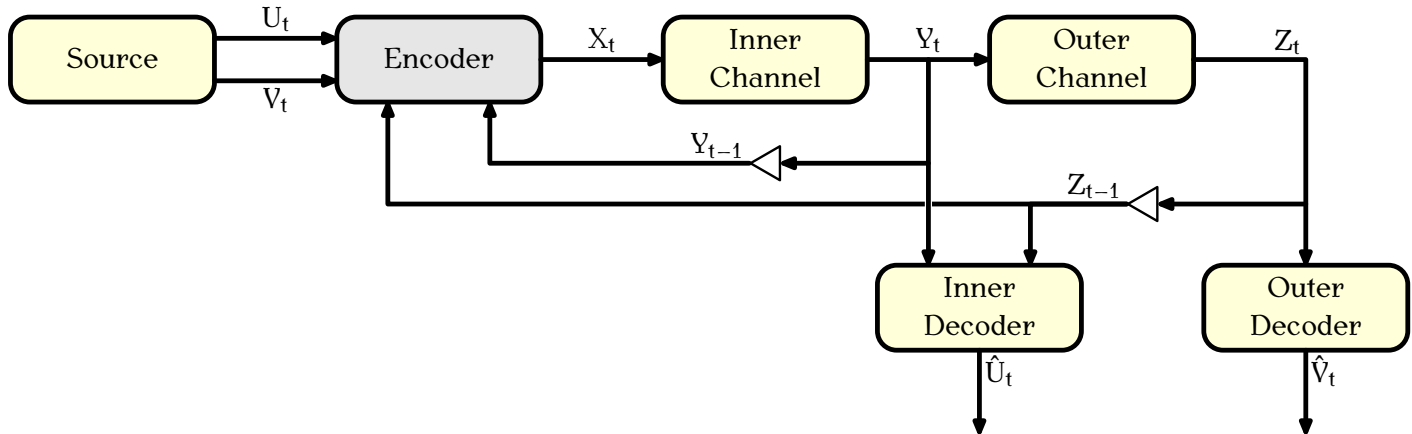 U_t
Source
V_t
Encoder
X_t
Inner
Channel
Y_t
Outer
Channel
Z_t
Y_{t−1}
Z_{t−1}
Inner
Decoder
Outer
Decoder
Û_t
V̂_t